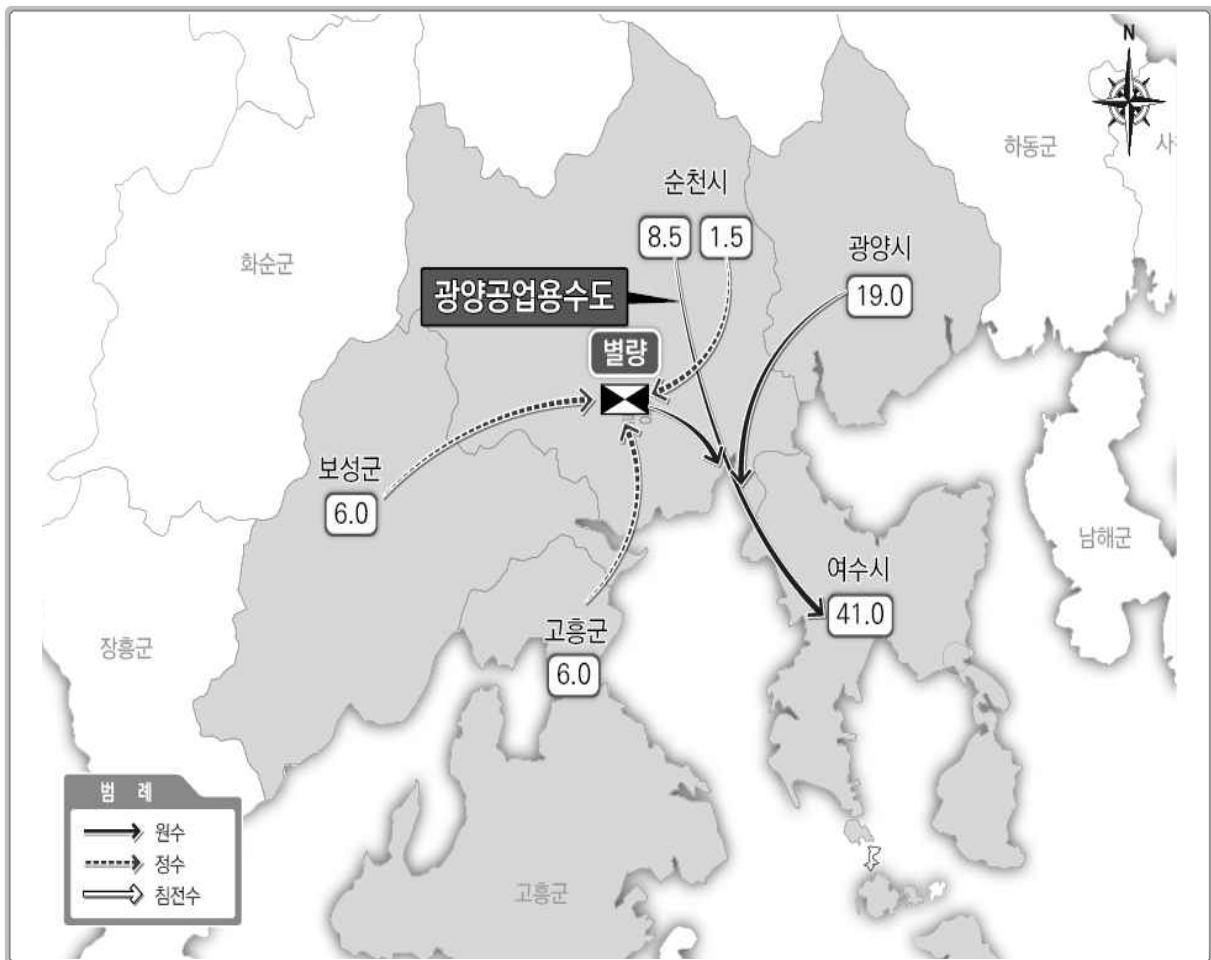 N
하동군
순천시
8.5 1.5
광양시
19.0
화순군
광양공업용수도
별량
보성군
6.0
남해군
여수시
41.0
고흥군
6.0
장흥군
범 례
원수
정수
침전수
고흥군